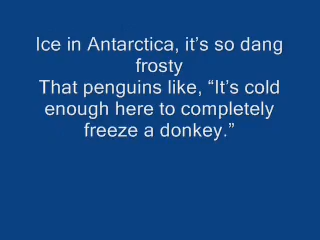 Ice in Antarctica, it’s so dang
frosty
That penguins like, “It’s cold
enough here to completely
freeze a donkey.”